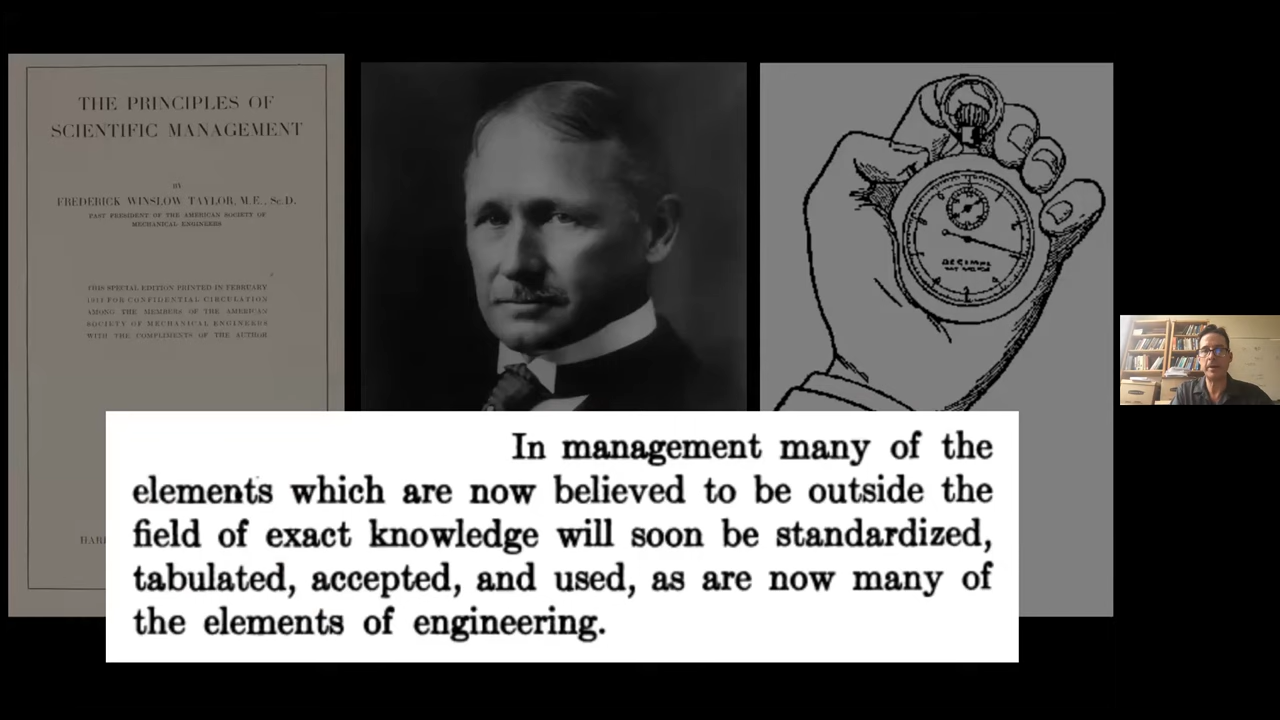 THE PRINCIPLES OF
SCIENTIFIC MANAGEMENT
BY
FREDERICK WINSLOW TAYLOR, M.E., Sc.D.
PAST PRESIDENT OF THE AMERICAN SOCIETY OF
MECHANICAL ENGINEERS
THIS SPECIAL EDITION PRINTED IN FEBRUARY
1911 FOR CONFIDENTIAL CIRCULATION
AMONG THE MEMBERS OF THE AMERICAN
SOCIETY OF MECHANICAL ENGINEERS
WITH THE COMPLIMENTS OF THE AUTHOR
DECIMAL
In management many of the
elements which are now believed to be outside the
field of exact knowledge will soon be standardized,
tabulated, accepted, and used, as are now many of
the elements of engineering.